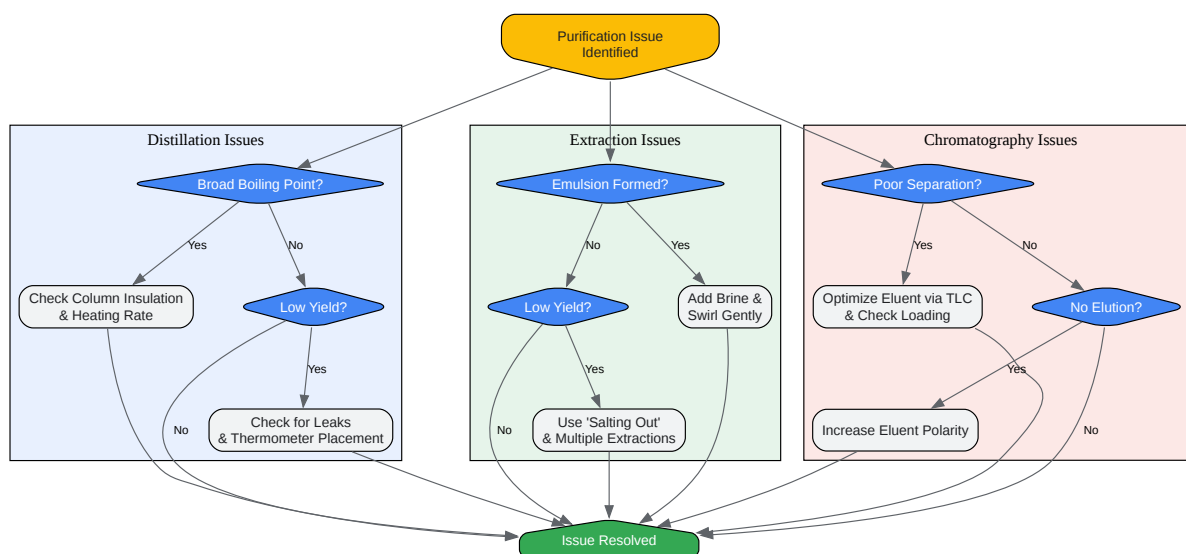 Purification Issue
Identified
Distillation Issues
Extraction Issues
Chromatography Issues
Broad Boiling Point?
Emulsion Formed?
Poor Separation?
Yes
No
No
Yes
Yes
No
Check Column Insulation
& Heating Rate
Low Yield?
Low Yield?
Add Brine &
Swirl Gently
Optimize Eluent via TLC
& Check Loading
No Elution?
Yes
Yes
Yes
No
Check for Leaks
& Thermometer Placement
No
Use 'Salting Out'
& Multiple Extractions
Increase Eluent Polarity
No
Issue Resolved